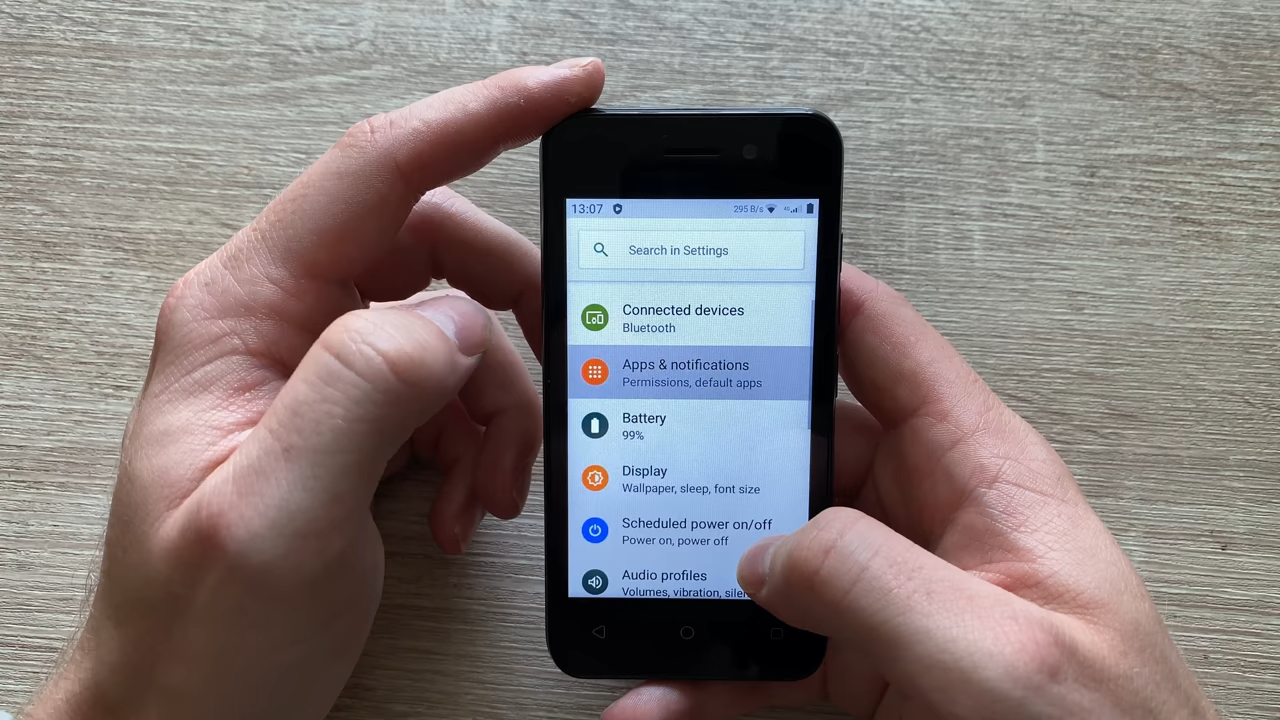 13:07 295 B/s 4G
Search in Settings
Connected devices
Bluetooth
Apps & notifications
Permissions, default apps
Battery
99%
Display
Wallpaper, sleep, font size
Scheduled power on/off
Power on, power off
Audio profiles
Volumes, vibration,